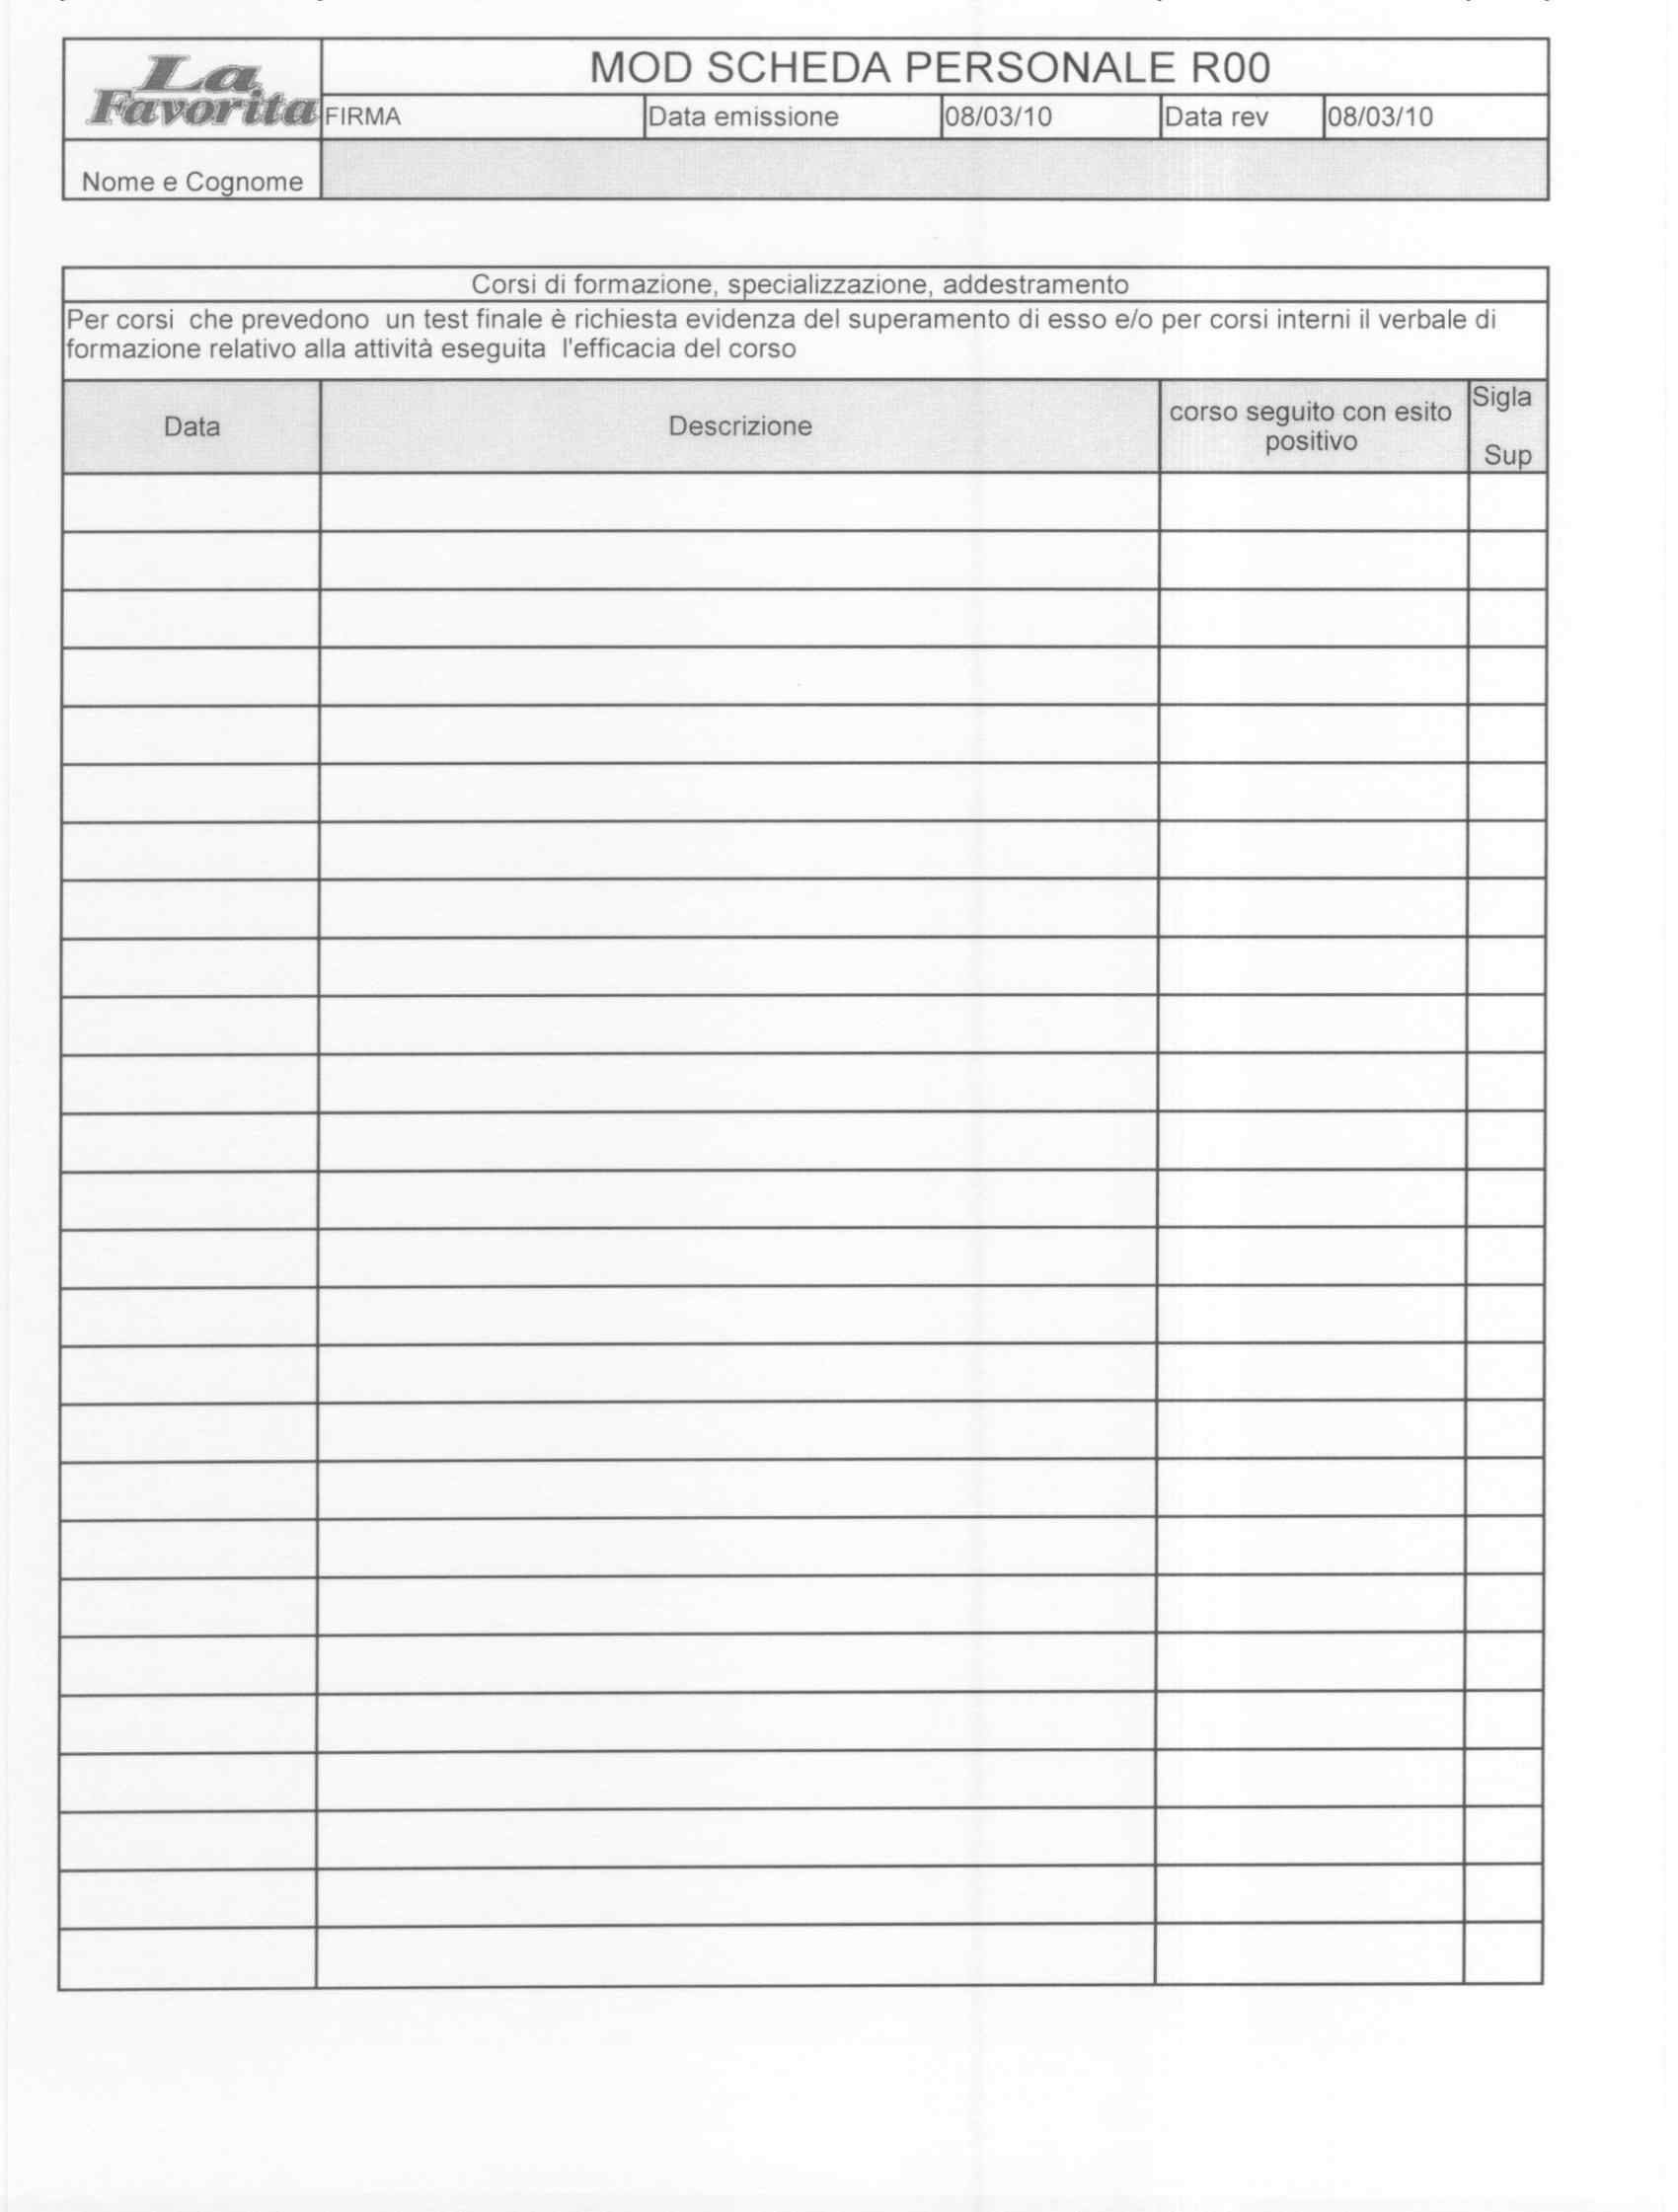 La
Favorita
MOD SCHEDA PERSONALE R00
FIRMA Data emissione 08/03/10 Data rev 08/03/10
Nome e Cognome
Corsi di formazione, specializzazione, addestramento
Per corsi che prevedono un test finale è richiesta evidenza del superamento di esso e/o per corsi interni il verbale di
formazione relativo alla attività eseguita l'efficacia del corso
Data Descrizione corso seguito con esito positivo Sigla Sup